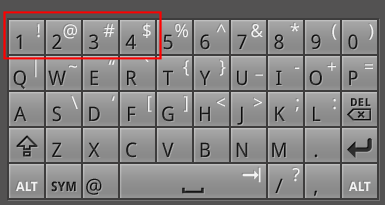 1 ! 2 @ 3 # 4 $ 5 % 6 ^ 7 & 8 * 9 ( 0 )
Q | W ~ E " R ` T { Y } U _ I - O + P =
A S \ D ' F [ G ] H < J > K ; L : DEL
Z X C V B N M .
ALT SYM @ / ? , ALT